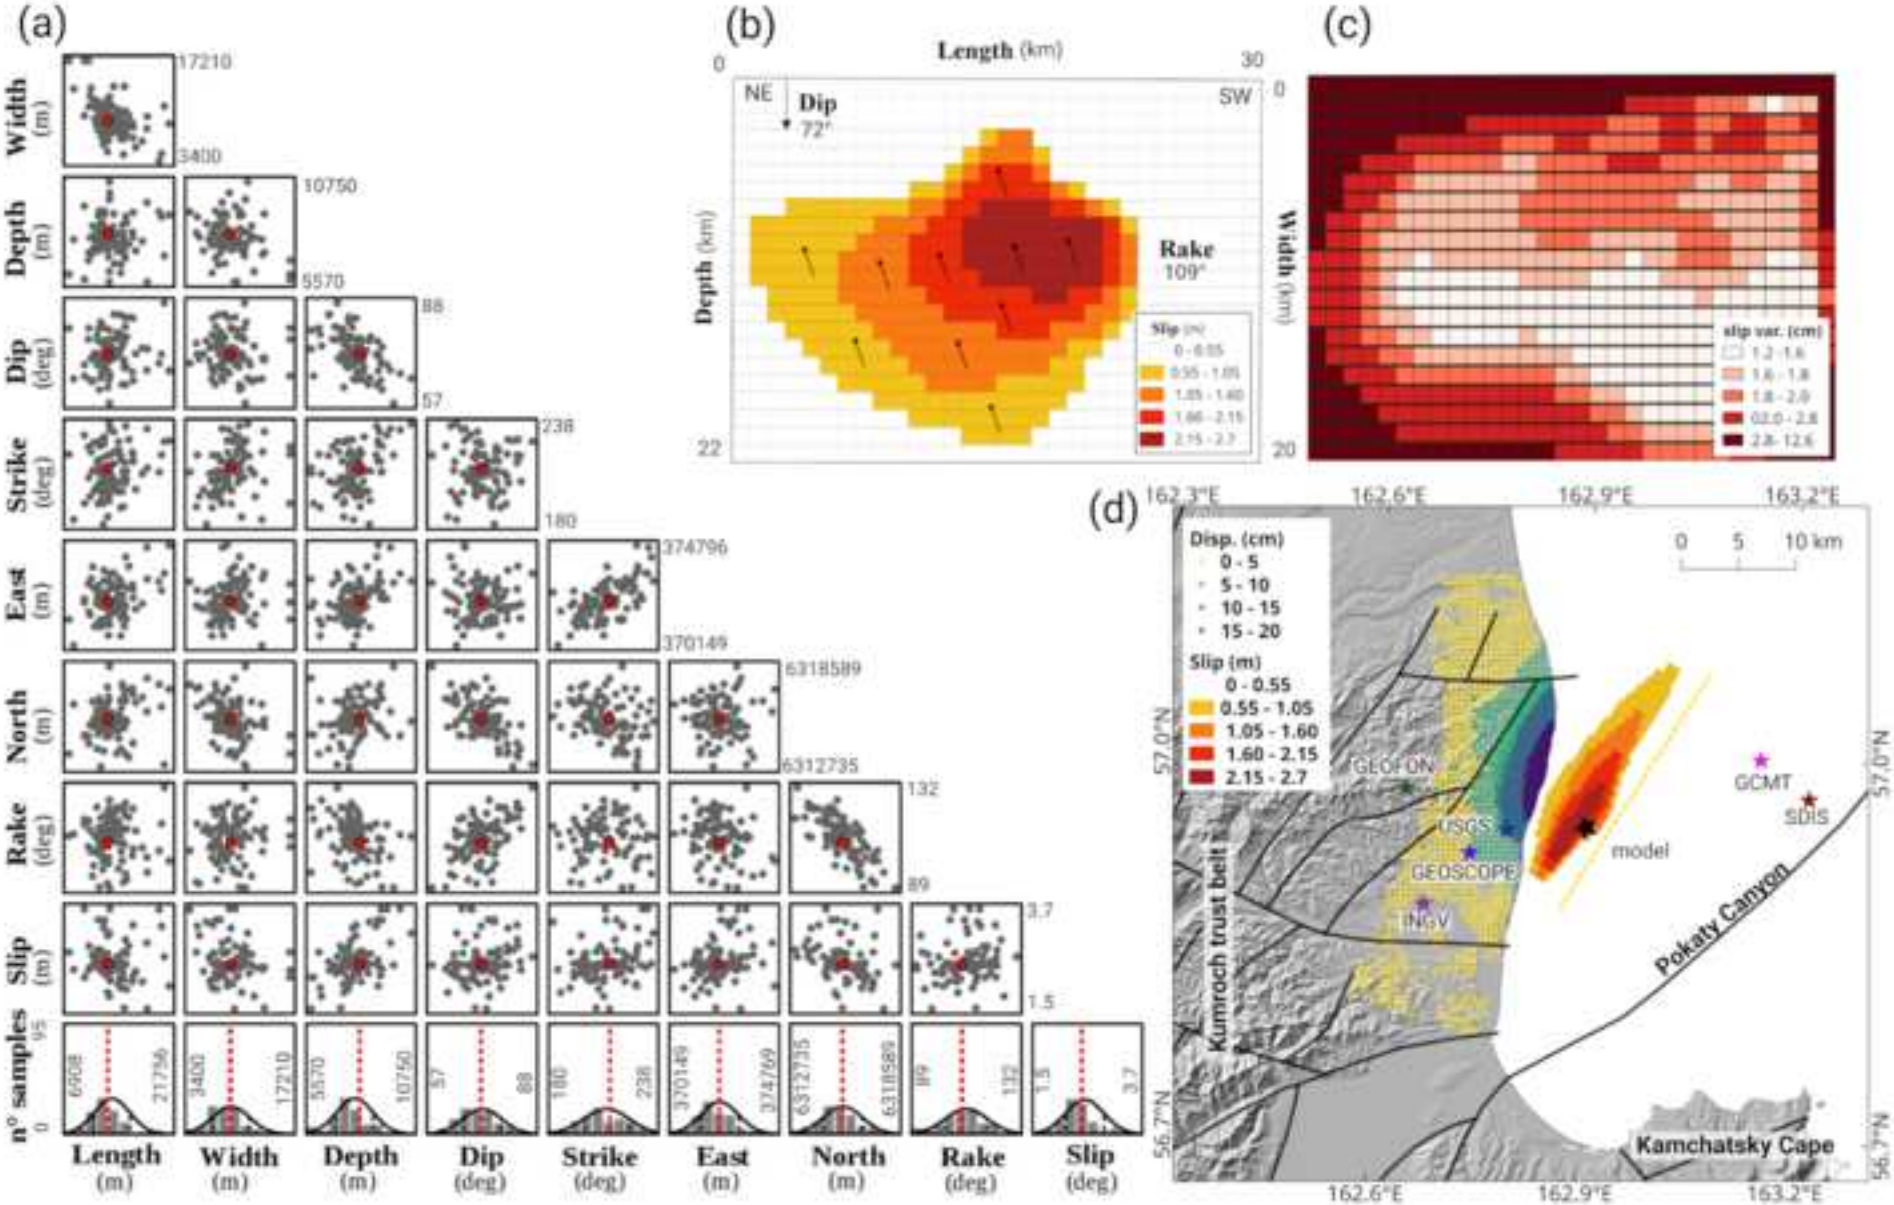 (a)
Width
(m)
17210
3400
Depth
(m)
10750
5570
Dip
(deg)
88
57
Strike
(deg)
238
180
East
(m)
374796
370149
North
(m)
6318589
6312735
Rake
(deg)
132
89
Slip
(m)
3.7
1.5
n° samples
0 95
6908 21756
3400 17210
5570 10750
57 88
180 238
370149 374769
6312735 6318589
89 132
1.5 3.7
Length Width Depth Dip Strike East North Rake Slip
(m) (m) (m) (deg) (deg) (m) (m) (deg) (deg)
(b)
Length (km)
0 30
NE SW
Dip
72°
0
Depth (km)
Width (km)
Rake
109°
Slip (m)
0 - 0.55
0.55 - 1.05
1.05 - 1.60
1.60 - 2.15
2.15 - 2.7
22
20
(c)
slip var. (cm)
1.2 -1.6
1.6 - 1.8
1.8 - 2.0
02.0 - 2.8
2.8- 12.6
(d)
162.3°E 162.6°E 162.9°E 163.2°E
Disp. (cm)
0 - 5
5 - 10
10 - 15
15 - 20
Slip (m)
0 - 0.55
0.55 - 1.05
1.05 - 1.60
1.60 - 2.15
2.15 - 2.7
0 5 10 km
57.0°N
57.0°N
GEOFON
GCMT
SDIS
USGS
model
GEOSCOPE
TINGV
Kumroch trust belt
Pokaty Canyon
Kamchatsky Cape
56.7°N
56.7°N
162.6°E 162.9°E 163.2°E